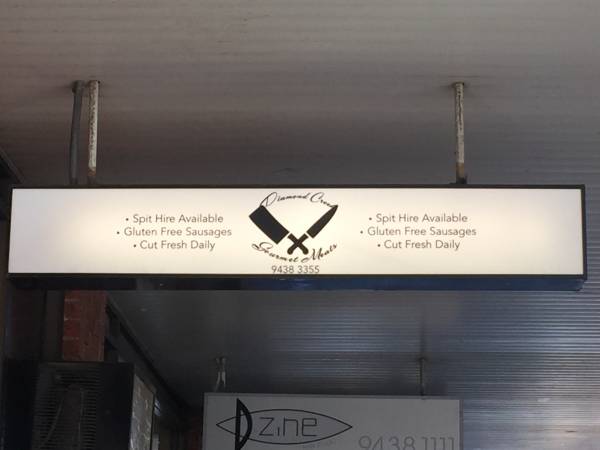 • Spit Hire Available
• Gluten Free Sausages
• Cut Fresh Daily
Diamond Creek
Gourmet Meats
9438 3355
• Spit Hire Available
• Gluten Free Sausages
• Cut Fresh Daily
Dzine
9438 1111